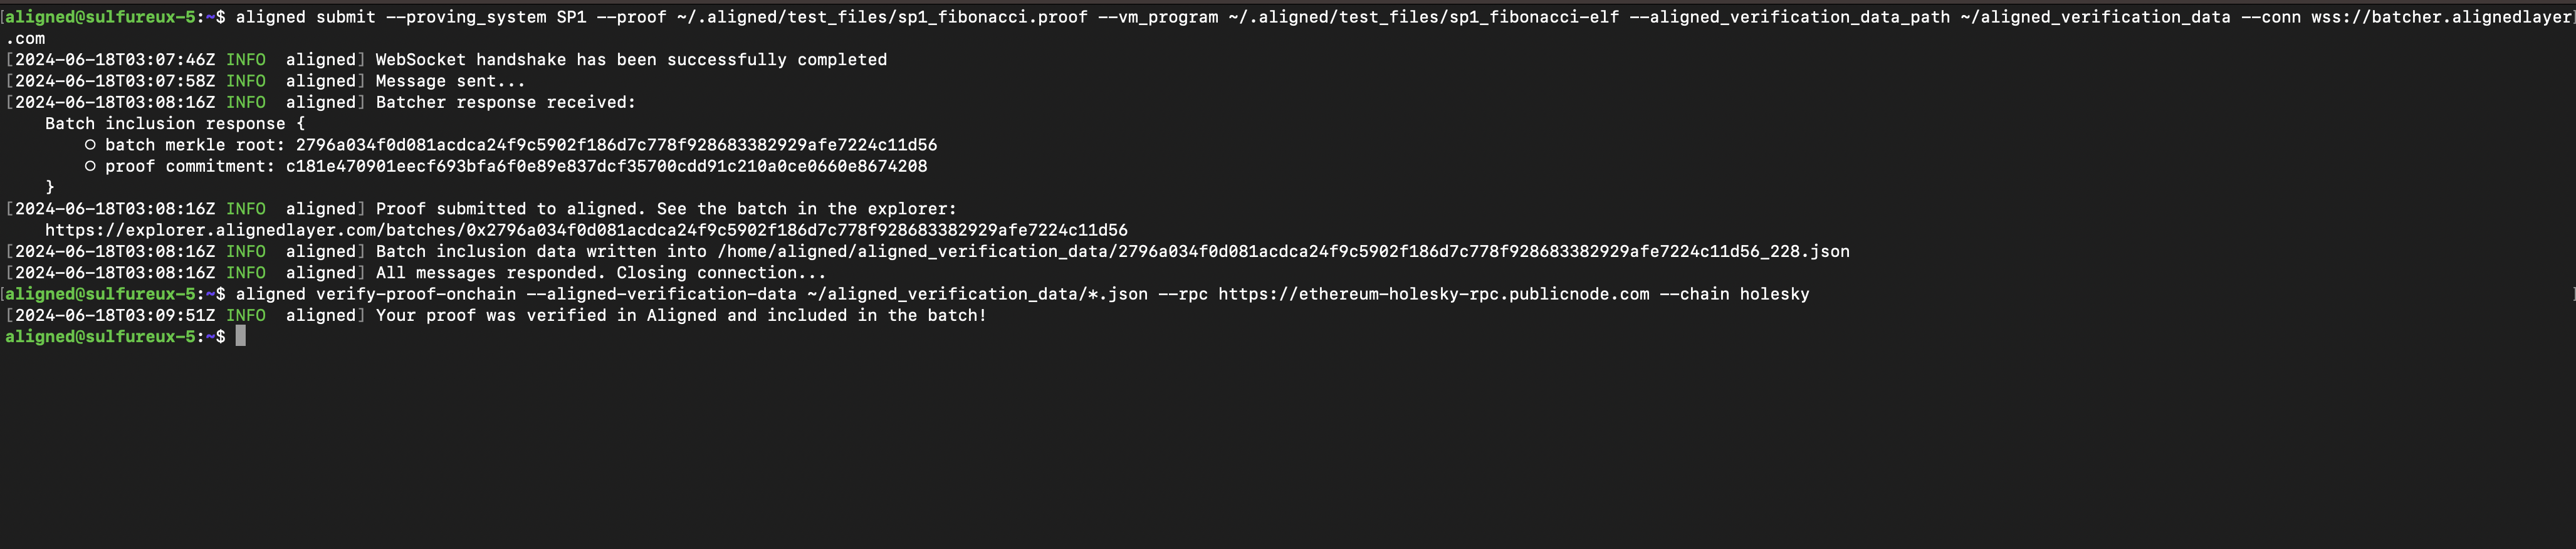 [aligned@sulfureux-5:~$ aligned submit --proving_system SP1 --proof ~/.aligned/test_files/sp1_fibonacci.proof --vm_program ~/.aligned/test_files/sp1_fibonacci-elf --aligned_verification_data_path ~/aligned_verification_data --conn wss://batcher.alignedlayer]
.com
[2024-06-18T03:07:46Z INFO  aligned] WebSocket handshake has been successfully completed
[2024-06-18T03:07:58Z INFO  aligned] Message sent...
[2024-06-18T03:08:16Z INFO  aligned] Batcher response received:
    Batch inclusion response {
        ○ batch merkle root: 2796a034f0d081acdca24f9c5902f186d7c778f928683382929afe7224c11d56
        ○ proof commitment: c181e470901eecf693bfa6f0e89e837dcf35700cdd91c210a0ce0660e8674208
    }
[2024-06-18T03:08:16Z INFO  aligned] Proof submitted to aligned. See the batch in the explorer:
    https://explorer.alignedlayer.com/batches/0x2796a034f0d081acdca24f9c5902f186d7c778f928683382929afe7224c11d56
[2024-06-18T03:08:16Z INFO  aligned] Batch inclusion data written into /home/aligned/aligned_verification_data/2796a034f0d081acdca24f9c5902f186d7c778f928683382929afe7224c11d56_228.json
[2024-06-18T03:08:16Z INFO  aligned] All messages responded. Closing connection...
[aligned@sulfureux-5:~$ aligned verify-proof-onchain --aligned-verification-data ~/aligned_verification_data/*.json --rpc https://ethereum-holesky-rpc.publicnode.com --chain holesky ]
[2024-06-18T03:09:51Z INFO  aligned] Your proof was verified in Aligned and included in the batch!
aligned@sulfureux-5:~$